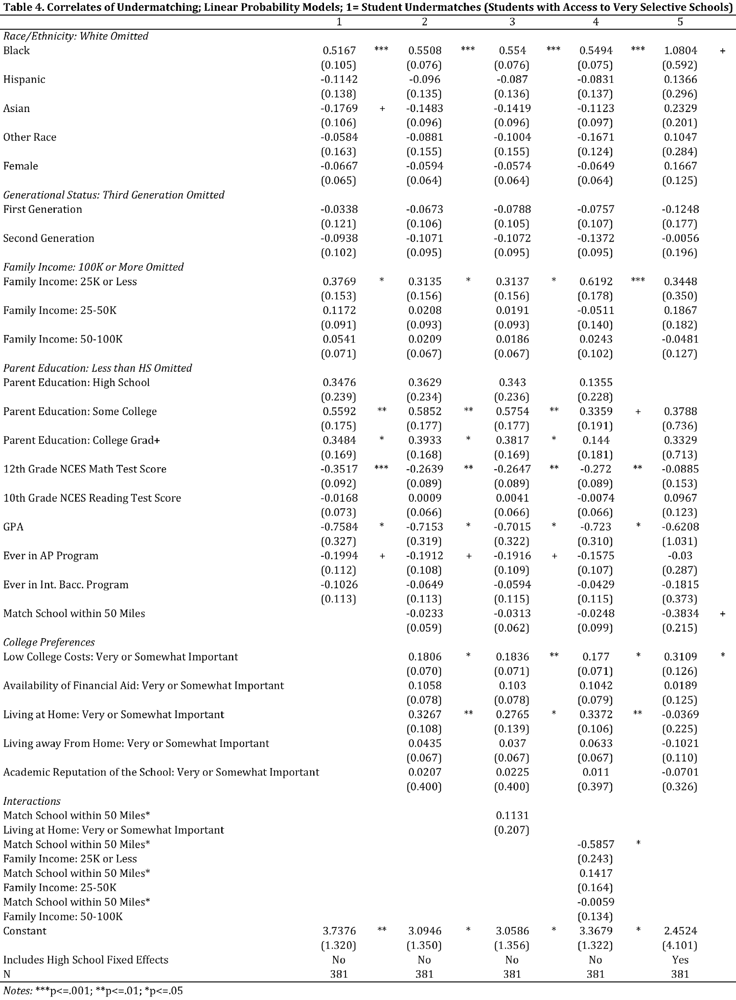 Table 4. Correlates of Undermatching; Linear Probability Models; 1= Student Undermatches (Students with Access to Very Selective Schools)
1 2 3 4 5
Race/Ethnicity: White Omitted
Black 0.5167 *** 0.5508 *** 0.554 *** 0.5494 *** 1.0804 +
(0.105) (0.076) (0.076) (0.075) (0.592)
Hispanic -0.1142 -0.096 -0.087 -0.0831 0.1366
(0.138) (0.135) (0.136) (0.137) (0.296)
Asian -0.1769 + -0.1483 -0.1419 -0.1123 0.2329
(0.106) (0.096) (0.096) (0.097) (0.201)
Other Race -0.0584 -0.0881 -0.1004 -0.1671 0.1047
(0.163) (0.155) (0.155) (0.124) (0.284)
Female -0.0667 -0.0594 -0.0574 -0.0649 0.1667
(0.065) (0.064) (0.064) (0.064) (0.125)
Generational Status: Third Generation Omitted
First Generation -0.0338 -0.0673 -0.0788 -0.0757 -0.1248
(0.121) (0.106) (0.105) (0.107) (0.177)
Second Generation -0.0938 -0.1071 -0.1072 -0.1372 -0.0056
(0.102) (0.095) (0.095) (0.095) (0.196)
Family Income: 100K or More Omitted
Family Income: 25K or Less 0.3769 * 0.3135 * 0.3137 * 0.6192 *** 0.3448
(0.153) (0.156) (0.156) (0.178) (0.350)
Family Income: 25-50K 0.1172 0.0208 0.0191 -0.0511 0.1867
(0.091) (0.093) (0.093) (0.140) (0.182)
Family Income: 50-100K 0.0541 0.0209 0.0186 0.0243 -0.0481
(0.071) (0.067) (0.067) (0.102) (0.127)
Parent Education: Less than HS Omitted
Parent Education: High School 0.3476 0.3629 0.343 0.1355
(0.239) (0.234) (0.236) (0.228)
Parent Education: Some College 0.5592 ** 0.5852 ** 0.5754 ** 0.3359 + 0.3788
(0.175) (0.177) (0.177) (0.191) (0.736)
Parent Education: College Grad+ 0.3484 * 0.3933 * 0.3817 * 0.144 0.3329
(0.169) (0.168) (0.169) (0.181) (0.713)
12th Grade NCES Math Test Score -0.3517 *** -0.2639 ** -0.2647 ** -0.272 ** -0.0885
(0.092) (0.089) (0.089) (0.089) (0.153)
10th Grade NCES Reading Test Score -0.0168 0.0009 0.0041 -0.0074 0.0967
(0.073) (0.066) (0.066) (0.066) (0.123)
GPA -0.7584 * -0.7153 * -0.7015 * -0.723 * -0.6208
(0.327) (0.319) (0.322) (0.310) (1.031)
Ever in AP Program -0.1994 + -0.1912 + -0.1916 + -0.1575 -0.03
(0.112) (0.108) (0.109) (0.107) (0.287)
Ever in Int. Bacc. Program -0.1026 -0.0649 -0.0594 -0.0429 -0.1815
(0.113) (0.113) (0.115) (0.115) (0.373)
Match School within 50 Miles -0.0233 -0.0313 -0.0248 -0.3834 +
(0.059) (0.062) (0.099) (0.215)
College Preferences
Low College Costs: Very or Somewhat Important 0.1806 * 0.1836 ** 0.177 * 0.3109 *
(0.070) (0.071) (0.071) (0.126)
Availability of Financial Aid: Very or Somewhat Important 0.1058 0.103 0.1042 0.0189
(0.078) (0.078) (0.079) (0.125)
Living at Home: Very or Somewhat Important 0.3267 ** 0.2765 * 0.3372 ** -0.0369
(0.108) (0.139) (0.106) (0.225)
Living away From Home: Very or Somewhat Important 0.0435 0.037 0.0633 -0.1021
(0.067) (0.067) (0.067) (0.110)
Academic Reputation of the School: Very or Somewhat Important 0.0207 0.0225 0.011 -0.0701
(0.400) (0.400) (0.397) (0.326)
Interactions
Match School within 50 Miles* 0.1131
Living at Home: Very or Somewhat Important (0.207)
Match School within 50 Miles* -0.5857 *
Family Income: 25K or Less (0.243)
Match School within 50 Miles* 0.1417
Family Income: 25-50K (0.164)
Match School within 50 Miles* -0.0059
Family Income: 50-100K (0.134)
Constant 3.7376 ** 3.0946 * 3.0586 * 3.3679 * 2.4524
(1.320) (1.350) (1.356) (1.322) (4.101)
Includes High School Fixed Effects No No No No Yes
N 381 381 381 381 381
Notes: ***p<=.001; **p<=.01; *p<=.05